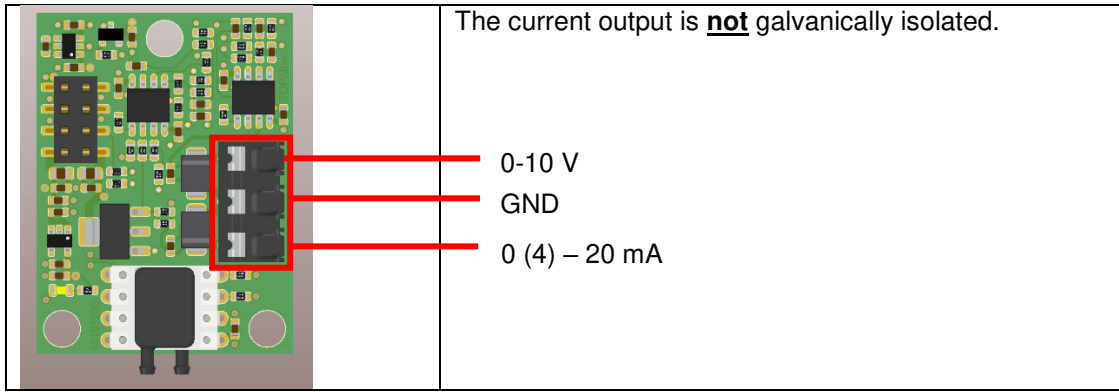 The current output is not galvanically isolated.
0-10 V
GND
0 (4) – 20 mA